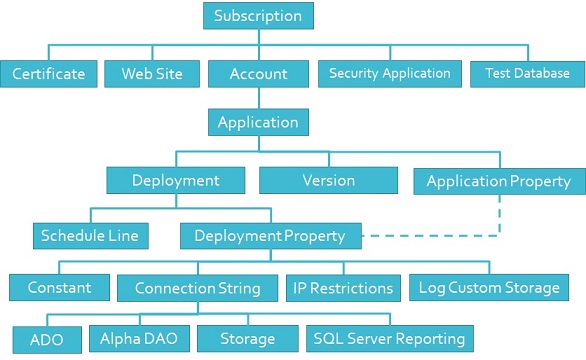 Subscription
Certificate
Web Site
Account
Security Application
Test Database
Application
Deployment
Version
Application Property
Schedule Line
Deployment Property
Constant
Connection String
IP Restrictions
Log Custom Storage
ADO
Alpha DAO
Storage
SQL Server Reporting